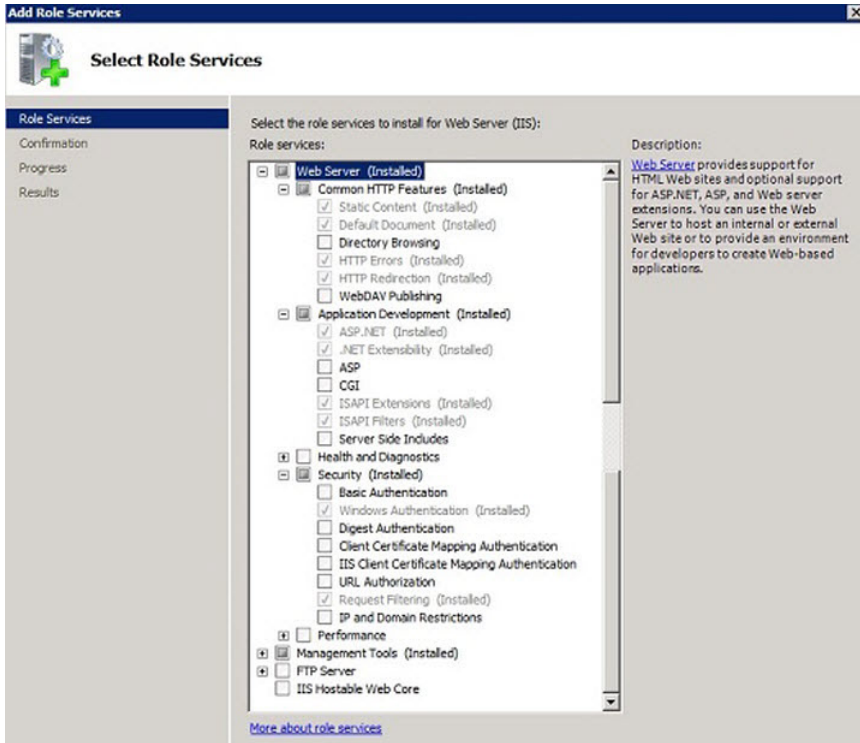 Add Role Services
Select Role Services
Role Services
Confirmation
Progress
Results
Select the role services to install for Web Server (IIS):
Role services:
Web Server (Installed)
Common HTTP Features (Installed)
Static Content (Installed)
Default Document (Installed)
Directory Browsing
HTTP Errors (Installed)
HTTP Redirection (Installed)
WebDAV Publishing
Application Development (Installed)
ASP.NET (Installed)
.NET Extensibility (Installed)
ASP
CGI
ISAPI Extensions (Installed)
ISAPI Filters (Installed)
Server Side Includes
Health and Diagnostics
Security (Installed)
Basic Authentication
Windows Authentication (Installed)
Digest Authentication
Client Certificate Mapping Authentication
IIS Client Certificate Mapping Authentication
URL Authorization
Request Filtering (Installed)
IP and Domain Restrictions
Performance
Management Tools (Installed)
FTP Server
IIS Hostable Web Core
More about role services
Description:
Web Server provides support for
HTML Web sites and optional support
for ASP.NET, ASP, and Web server
extensions. You can use the Web
Server to host an internal or external
Web site or to provide an environment
for developers to create Web-based
applications.